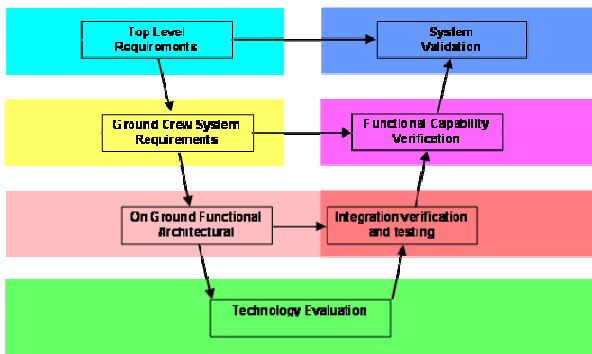 Top Level
Requirements
System
Validation
Ground Crew System
Requirements
Functional Capability
Verification
On Ground Functional
Architectural
Integration verification
and testing
Technology Evaluation